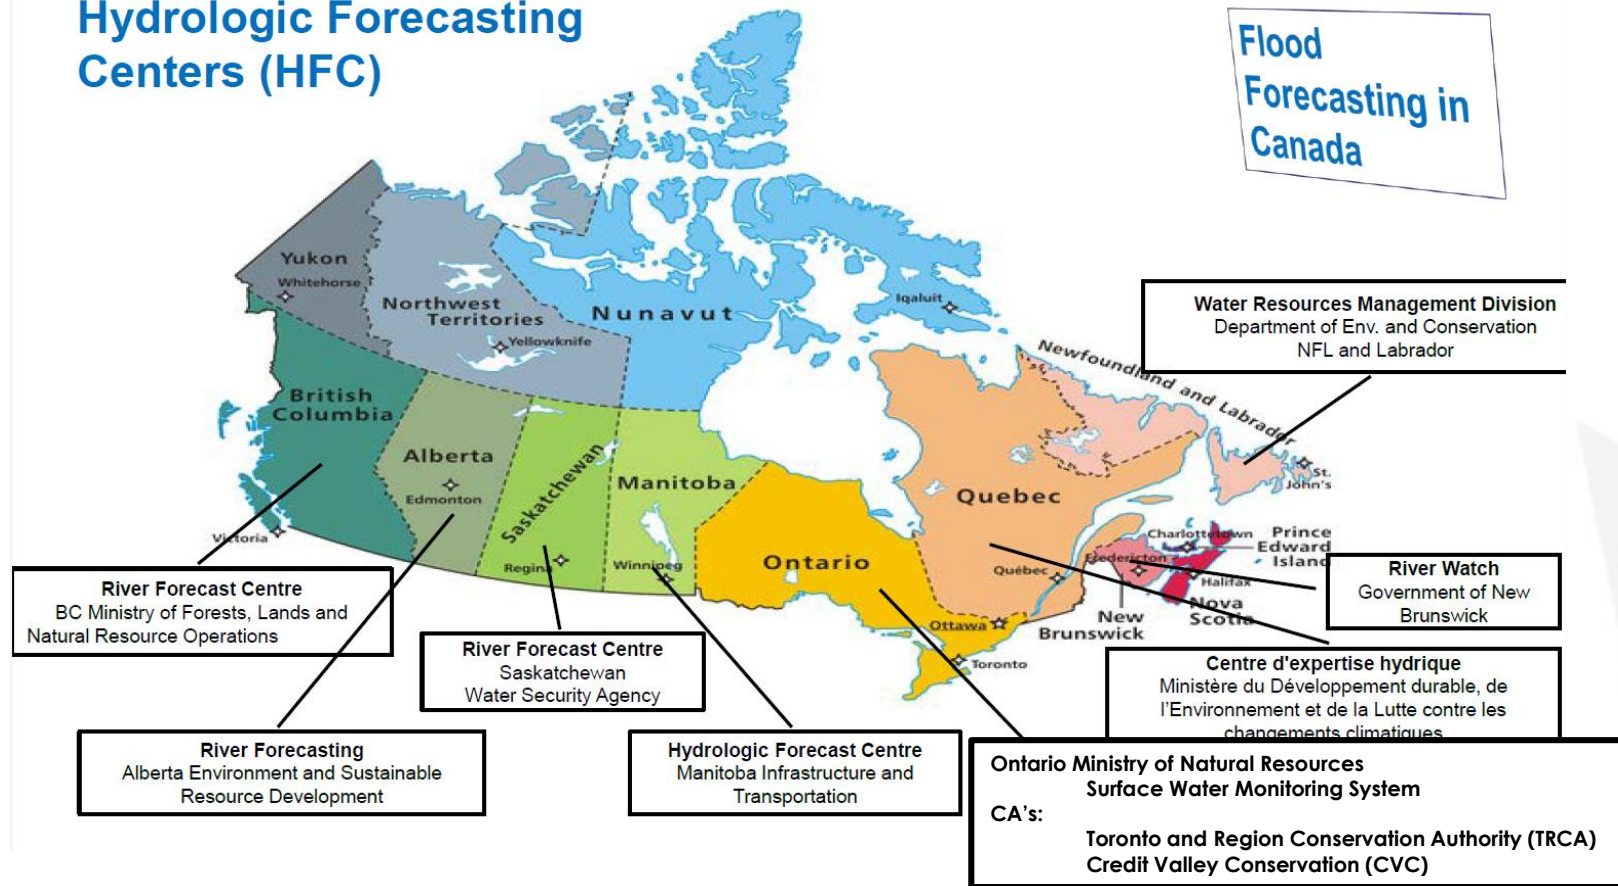 Hydrologic Forecasting
Centers (HFC)
Flood
Forecasting in
Canada
Yukon
Whitehorse
Northwest
Territories
Yellowknife
Nunavut
Iqaluit
Water Resources Management Division
Department of Env. and Conservation
NFL and Labrador
Newfoundland and Labrador
British
Columbia
Alberta
Edmonton
Saskatchewan
Manitoba
Quebec
St.
John's
Victoria
Regina
Winnipeg
Ontario
Québec
Charlottetown
Prince
Edward
Island
Fredericton
Halifax
Nova
Scotia
New
Brunswick
Ottawa
Toronto
River Forecast Centre
BC Ministry of Forests, Lands and
Natural Resource Operations
River Forecast Centre
Saskatchewan
Water Security Agency
River Watch
Government of New
Brunswick
Centre d'expertise hydrique
Ministère du Développement durable, de
l'Environnement et de la Lutte contre les
changements climatiques
River Forecasting
Alberta Environment and Sustainable
Resource Development
Hydrologic Forecast Centre
Manitoba Infrastructure and
Transportation
Ontario Ministry of Natural Resources
Surface Water Monitoring System
CA's:
Toronto and Region Conservation Authority (TRCA)
Credit Valley Conservation (CVC)